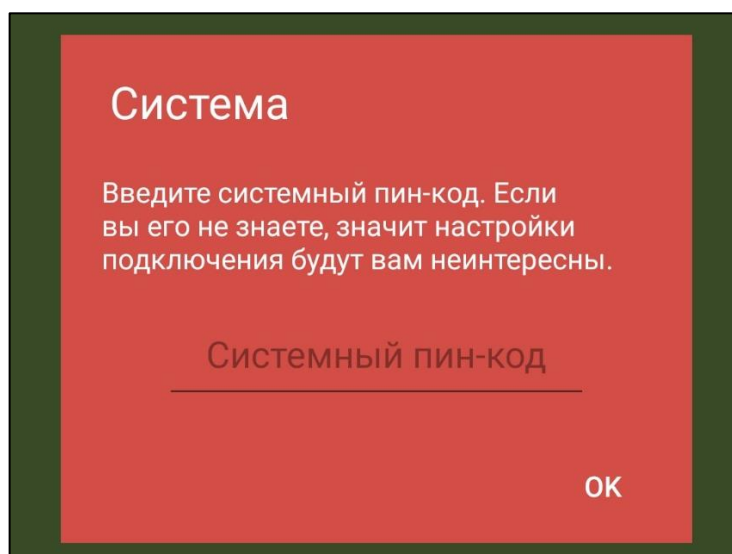 Система
Введите системный пин-код. Если
вы его не знаете, значит настройки
подключения будут вам неинтересны.
Системный пин-код
ОК